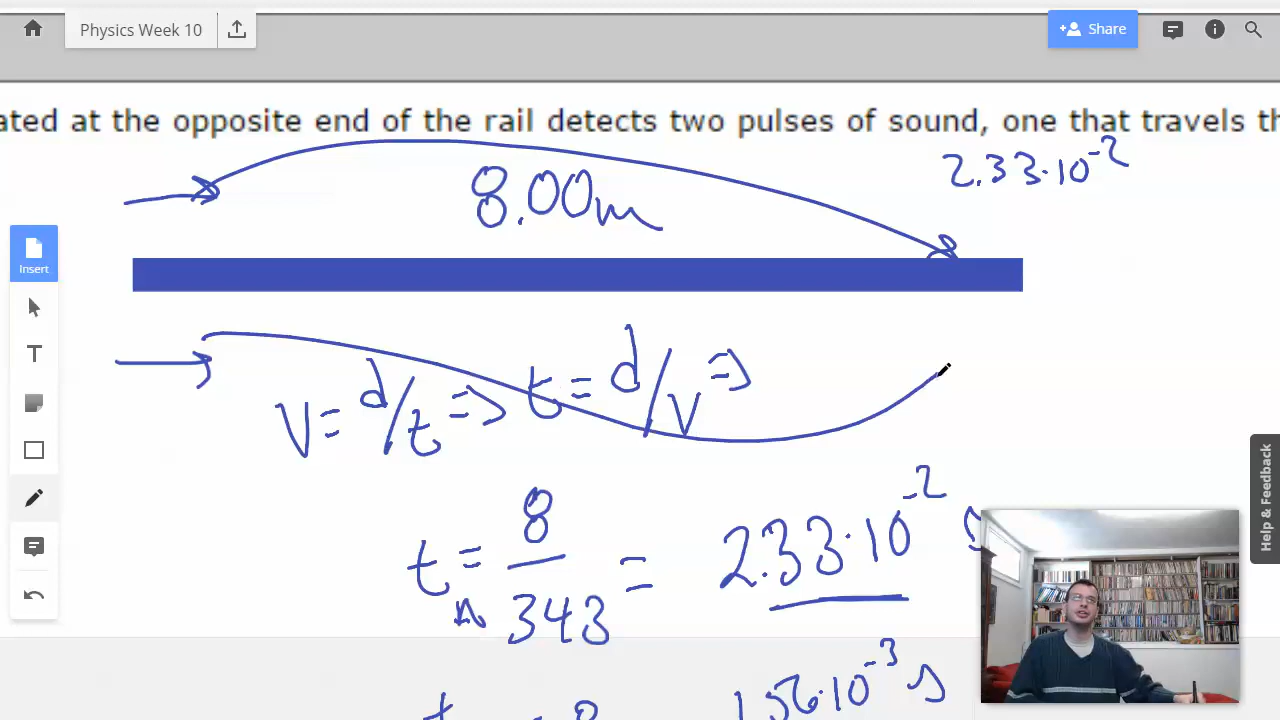 Physics Week 10
Share
ated at the opposite end of the rail detects two pulses of sound, one that travels th
2.33·10⁻²
8.00m
Insert
V = d/t => t = d/V =>
t = 8/343 = 2.33·10⁻²
1.56·10⁻³ s
Help & Feedback